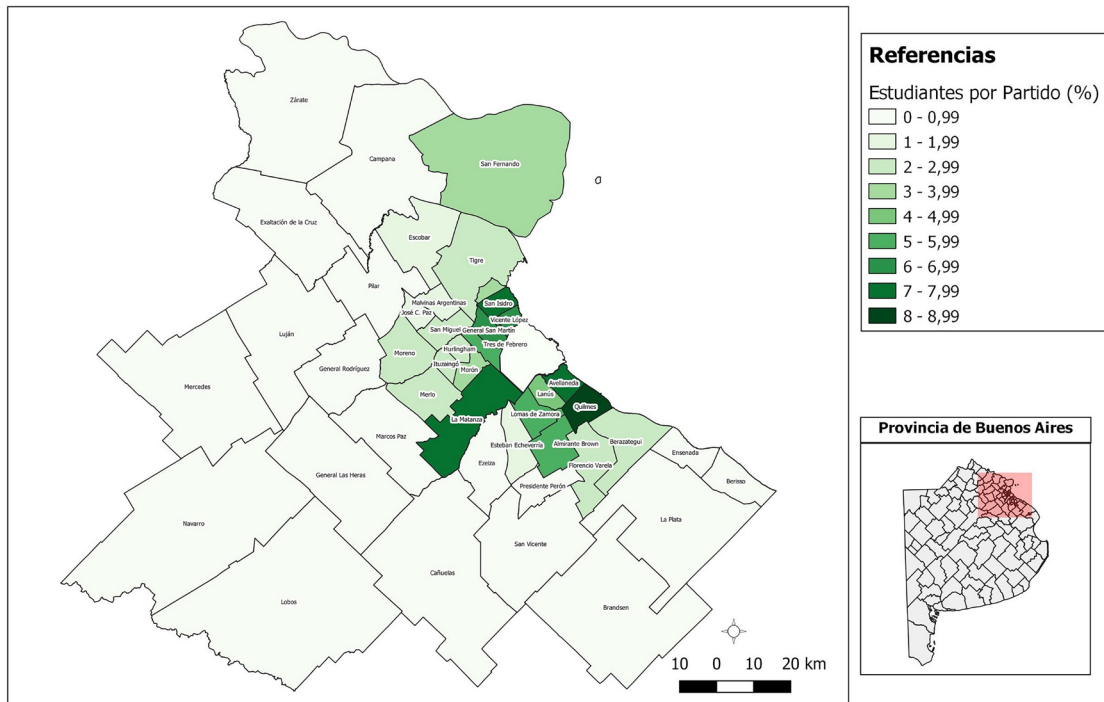 Zárate
Campana
San Fernando
Exaltación de la Cruz
Escobar
Tigre
Pilar
Malvinas Argentinas
San Isidro
José C. Paz
Vicente López
Luján
San Miguel
General San Martín
Hurlingham
Tres de Febrero
Moreno
Ituzaingó
General Rodríguez
Morón
Mercedes
Merlo
Avellaneda
Lanús
Quilmes
La Matanza
Lomas de Zamora
Marcos Paz
Esteban Echeverría
Almirante Brown
Berazategui
Ensenada
Ezeiza
Florencio Varela
General Las Heras
Presidente Perón
Berisso
Navarro
La Plata
San Vicente
Cañuelas
Lobos
Brandsen
10 0 10 20 km
Referencias
Estudiantes por Partido (%)
0 - 0,99
1 - 1,99
2 - 2,99
3 - 3,99
4 - 4,99
5 - 5,99
6 - 6,99
7 - 7,99
8 - 8,99
Provincia de Buenos Aires